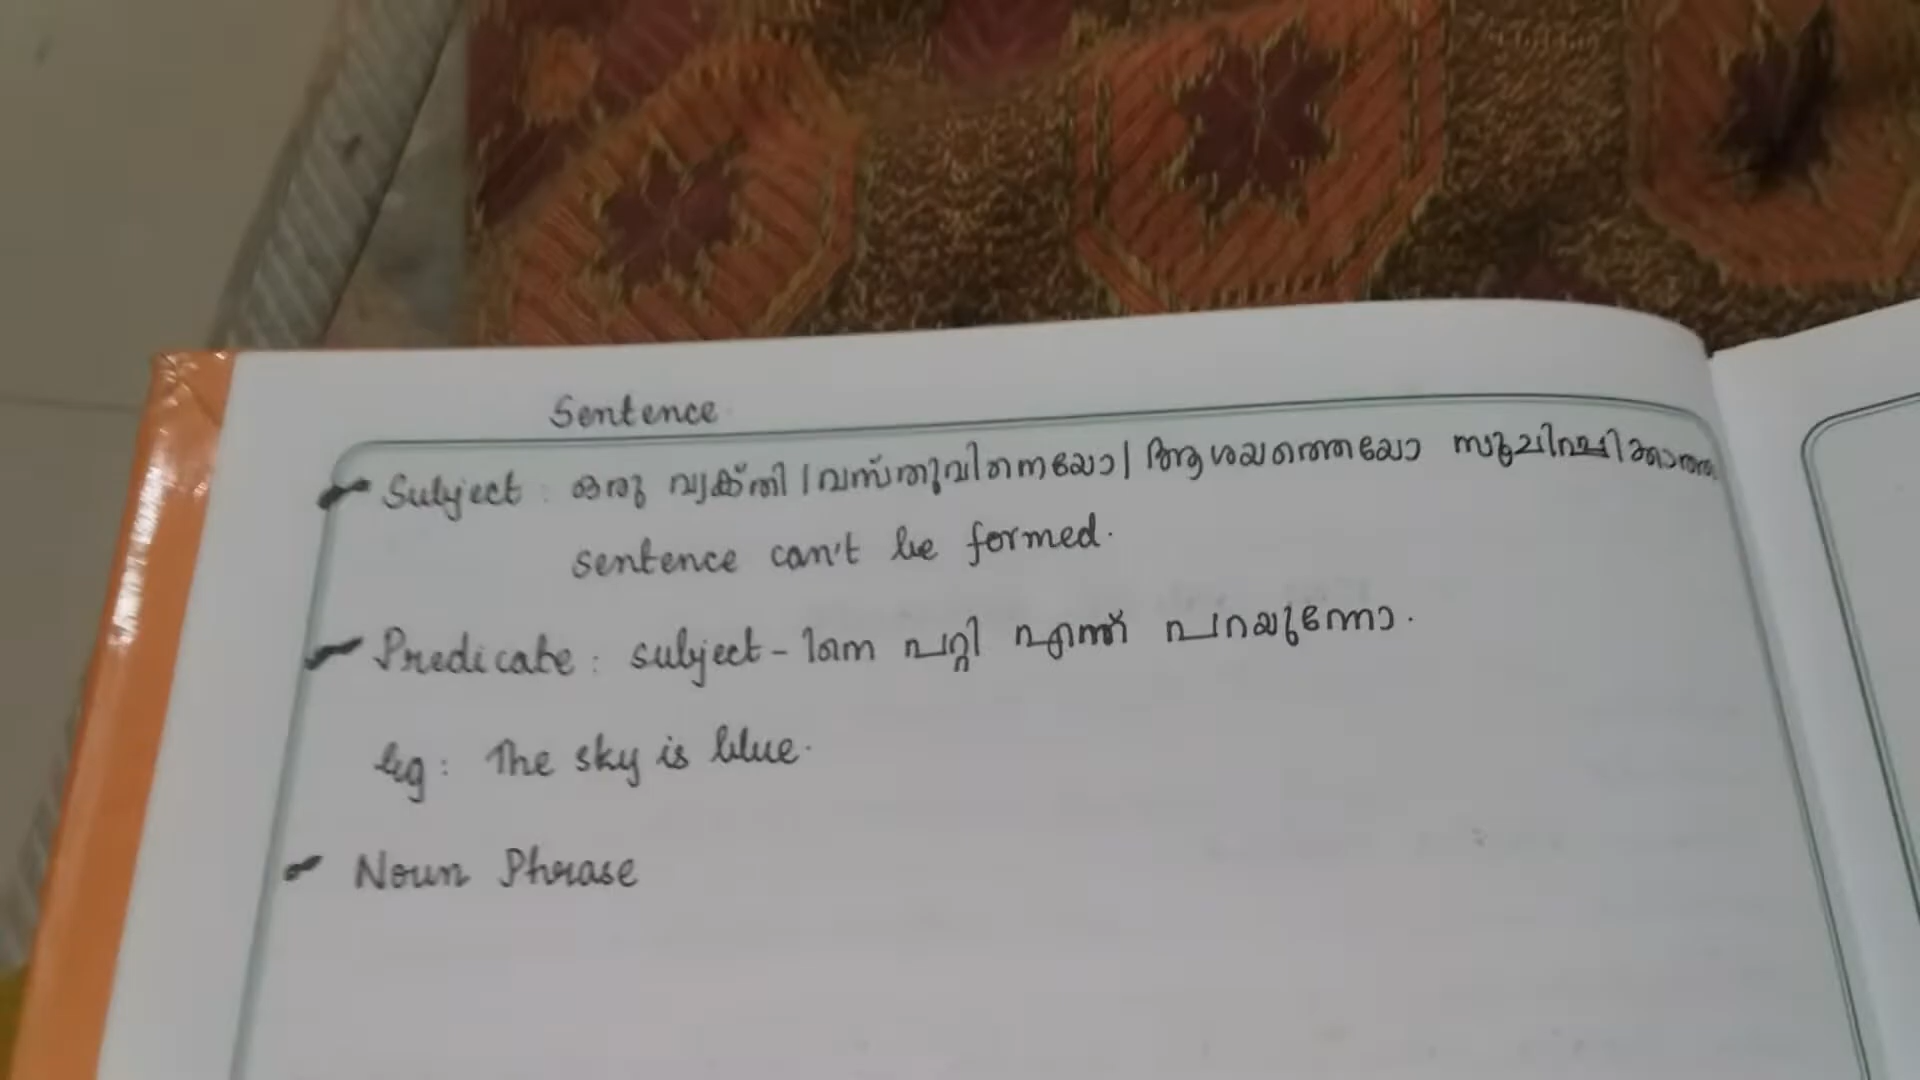 Sentence
Subject : ഒരു വ്യക്തി / വസ്തുവിനെയോ / ആശയത്തെയോ
sentence can't be formed.
Predicate : subject - നെ പറ്റി എന്ത് പറയുന്നോ.
Eg : The sky is blue.
Noun Phrase